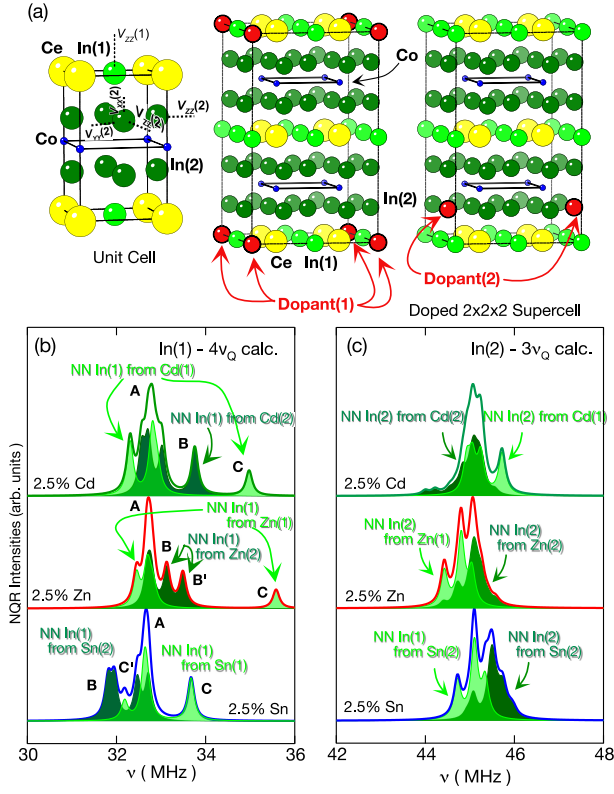 (a)
V_zz(1)
Ce In(1)
V_xx(2)
V_zz(2)
V_YY(2)
V_zz(2)
Co
In(2)
Unit Cell
Co
In(2)
Ce In(1)
Dopant(1)
Dopant(2)
Doped 2x2x2 Supercell
(b) In(1) - 4ν_Q calc.
NN In(1) from Cd(1)
A
NN In(1) from Cd(2)
B
C
2.5% Cd
A
NN In(1)
from Zn(1)
NN In(1)
from Zn(2)
B
B'
C
2.5% Zn
A
NN In(1)
from Sn(2)
C'
NN In(1)
from Sn(1)
B
C
2.5% Sn
30 32 34 36
ν ( MHz )
NQR Intensities (arb. units)
(c) In(2) - 3ν_Q calc.
NN In(2) from Cd(2)
NN In(2) from Cd(1)
2.5% Cd
NN In(2)
from Zn(1)
NN In(2)
from Zn(2)
2.5% Zn
NN In(2)
from Sn(1)
NN In(2)
from Sn(2)
2.5% Sn
42 44 46 48
ν ( MHz )